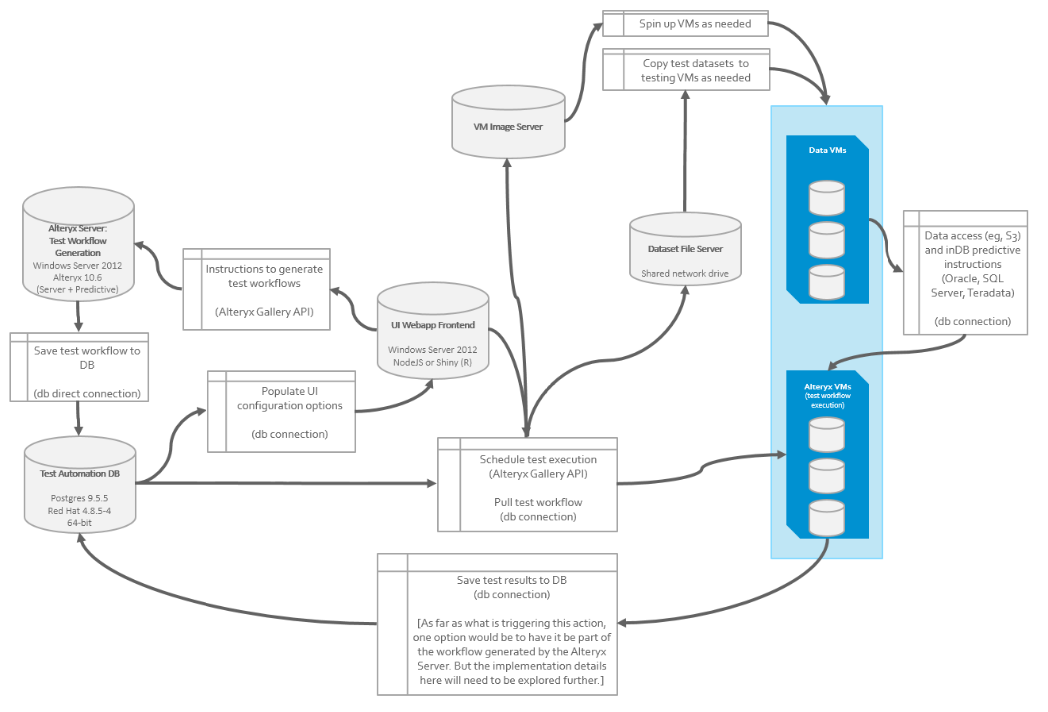 Spin up VMs as needed
Copy test datasets to
testing VMs as needed
VM Image Server
Data VMs
Alteryx Server:
Test Workflow
Generation
Windows Server 2012
Alteryx 10.6
(Server + Predictive)
Instructions to generate
test workflows
(Alteryx Gallery API)
Dataset File Server
Shared network drive
Data access (eg, S3)
and inDB predictive
instructions
(Oracle, SQL
Server, Teradata)
(db connection)
UI Webapp Frontend
Windows Server 2012
NodeJS or Shiny (R)
Save test workflow to
DB
(db direct connection)
Populate UI
configuration options
(db connection)
Alteryx VMs
(test workflow
execution)
Test Automation DB
Postgres 9.5.5
Red Hat 4.8.5-4
64-bit
Schedule test execution
(Alteryx Gallery API)
Pull test workflow
(db connection)
Save test results to DB
(db connection)
[As far as what is triggering this action,
one option would be to have it be part of
the workflow generated by the Alteryx
Server. But the implementation details
here will need to be explored further.]